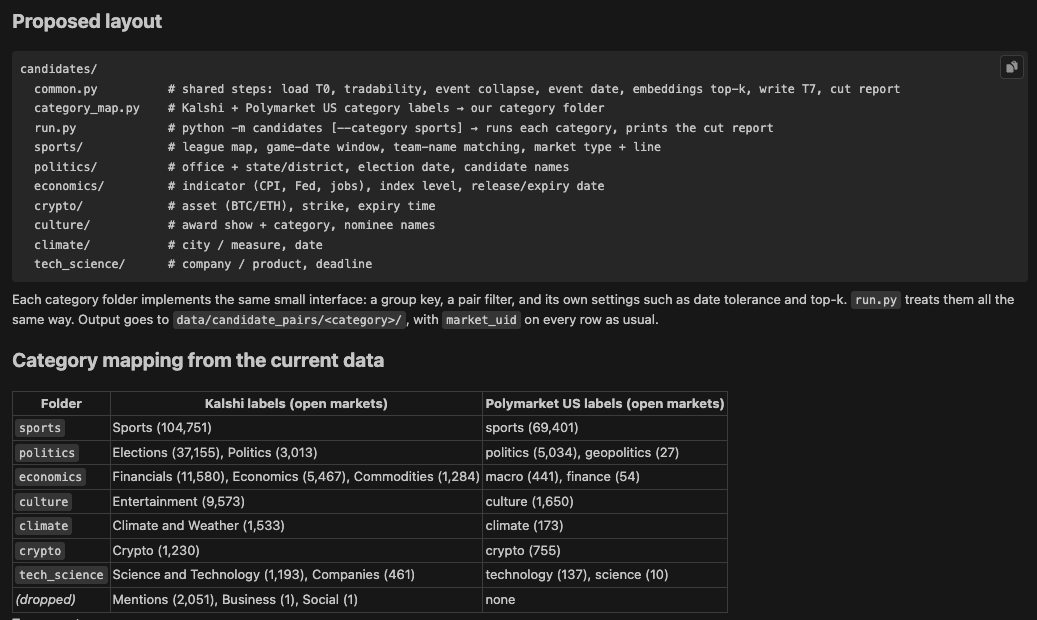 Proposed layout
candidates/
common.py # shared steps: load T0, tradability, event collapse, event date, embeddings top-k, write T7, cut report
category_map.py # Kalshi + Polymarket US category labels → our category folder
run.py # python -m candidates [--category sports] → runs each category, prints the cut report
sports/ # league map, game-date window, team-name matching, market type + line
politics/ # office + state/district, election date, candidate names
economics/ # indicator (CPI, Fed, jobs), index level, release/expiry date
crypto/ # asset (BTC/ETH), strike, expiry time
culture/ # award show + category, nominee names
climate/ # city / measure, date
tech_science/ # company / product, deadline
Each category folder implements the same small interface: a group key, a pair filter, and its own settings such as date tolerance and top-k. run.py treats them all the
same way. Output goes to data/candidate_pairs/<category>/, with market_uid on every row as usual.
Category mapping from the current data
Folder Kalshi labels (open markets) Polymarket US labels (open markets)
sports Sports (104,751) sports (69,401)
politics Elections (37,155), Politics (3,013) politics (5,034), geopolitics (27)
economics Financials (11,580), Economics (5,467), Commodities (1,284) macro (441), finance (54)
culture Entertainment (9,573) culture (1,650)
climate Climate and Weather (1,533) climate (173)
crypto Crypto (1,230) crypto (755)
tech_science Science and Technology (1,193), Companies (461) technology (137), science (10)
(dropped) Mentions (2,051), Business (1), Social (1) none